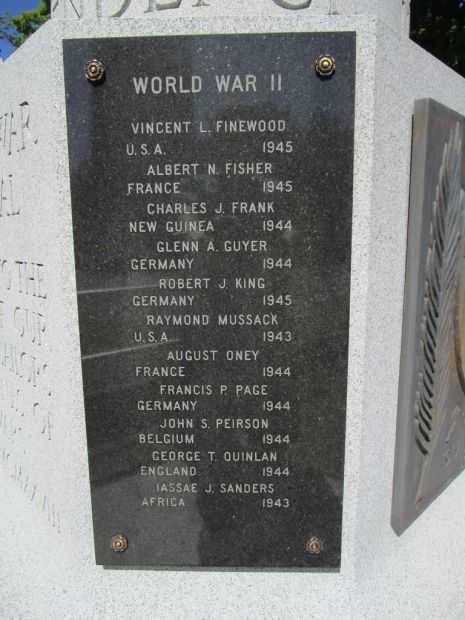 WORLD WAR II
VINCENT L. FINEWOOD
U.S.A. 1945
ALBERT N. FISHER
FRANCE 1945
CHARLES J. FRANK
NEW GUINEA 1944
GLENN A. GUYER
GERMANY 1944
ROBERT J. KING
GERMANY 1945
RAYMOND MUSSACK
U.S.A. 1943
AUGUST ONEY
FRANCE 1944
FRANCIS P. PAGE
GERMANY 1944
JOHN S. PEIRSON
BELGIUM 1944
GEORGE T. QUINLAN
ENGLAND 1944
IASSAE J. SANDERS
AFRICA 1943